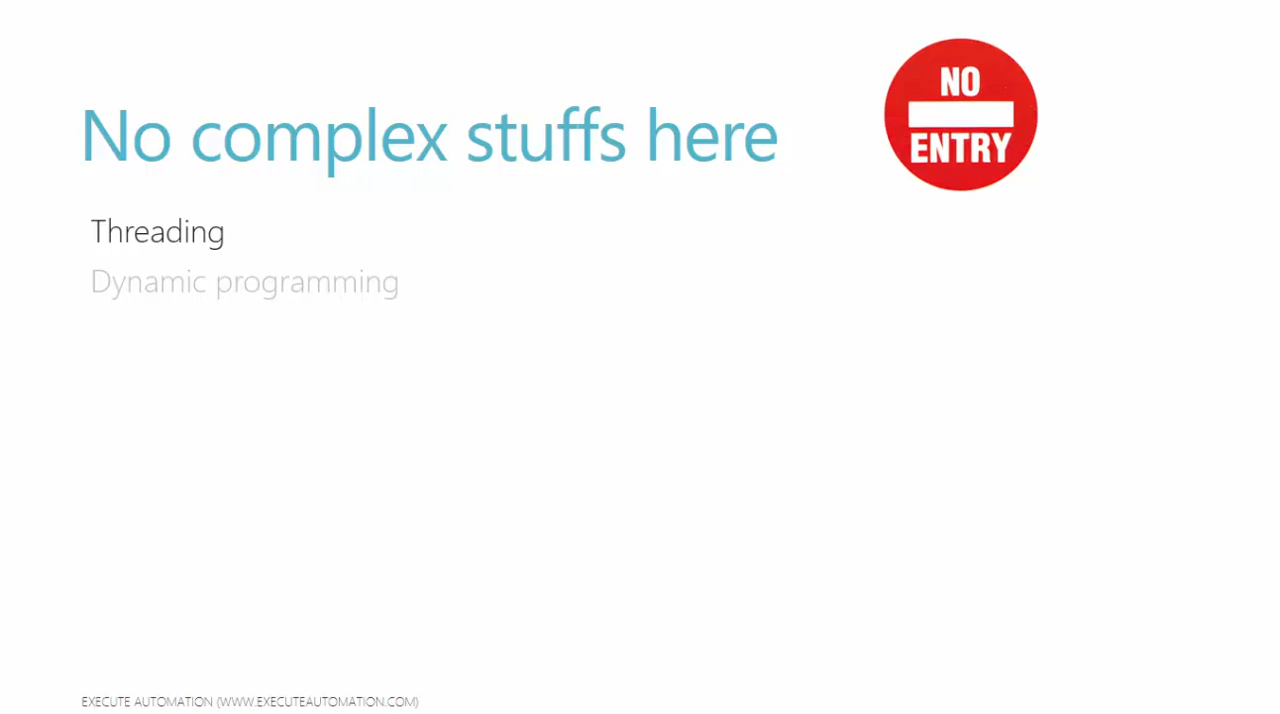 No complex stuffs here
NO
ENTRY
Threading
Dynamic programming
EXECUTE AUTOMATION (WWW.EXECUTEAUTOMATION.COM)